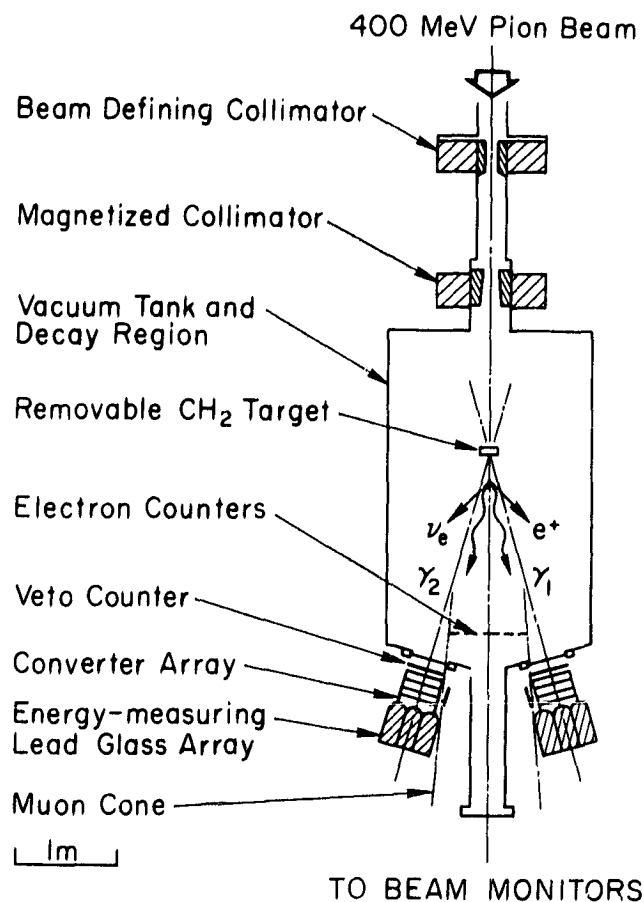 400 MeV Pion Beam
Beam Defining Collimator
Magnetized Collimator
Vacuum Tank and
Decay Region
Removable CH₂ Target
Electron Counters
νₑ
e⁺
γ₂
γ₁
Veto Counter
Converter Array
Energy-measuring
Lead Glass Array
Muon Cone
1m
TO BEAM MONITORS